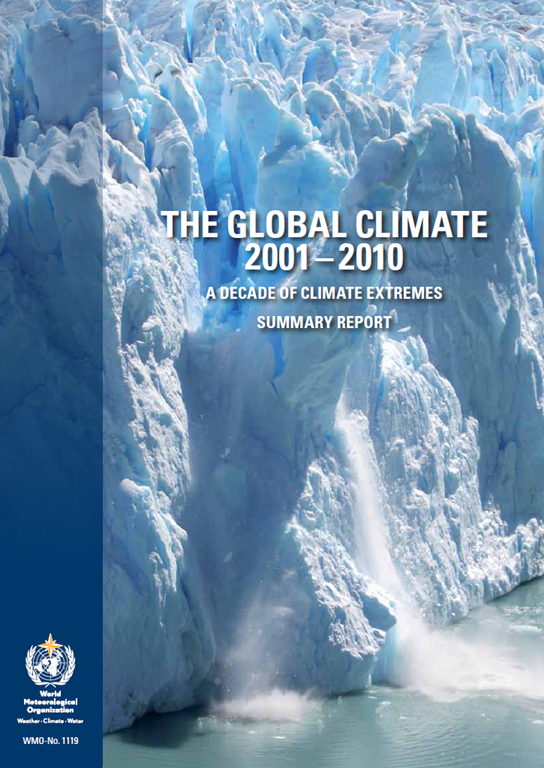 THE GLOBAL CLIMATE
2001–2010
A DECADE OF CLIMATE EXTREMES
SUMMARY REPORT
World
Meteorological
Organization
Weather · Climate · Water
WMO-No. 1119